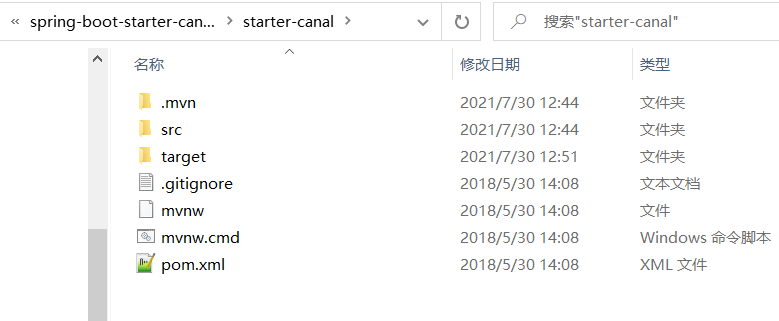 « spring-boot-starter-can... > starter-canal > 搜索"starter-canal"
名称 修改日期 类型
.mvn 2021/7/30 12:44 文件夹
src 2021/7/30 12:44 文件夹
target 2021/7/30 12:51 文件夹
.gitignore 2018/5/30 14:08 文本文档
mvnw 2018/5/30 14:08 文件
mvnw.cmd 2018/5/30 14:08 Windows 命令脚本
pom.xml 2018/5/30 14:08 XML 文件